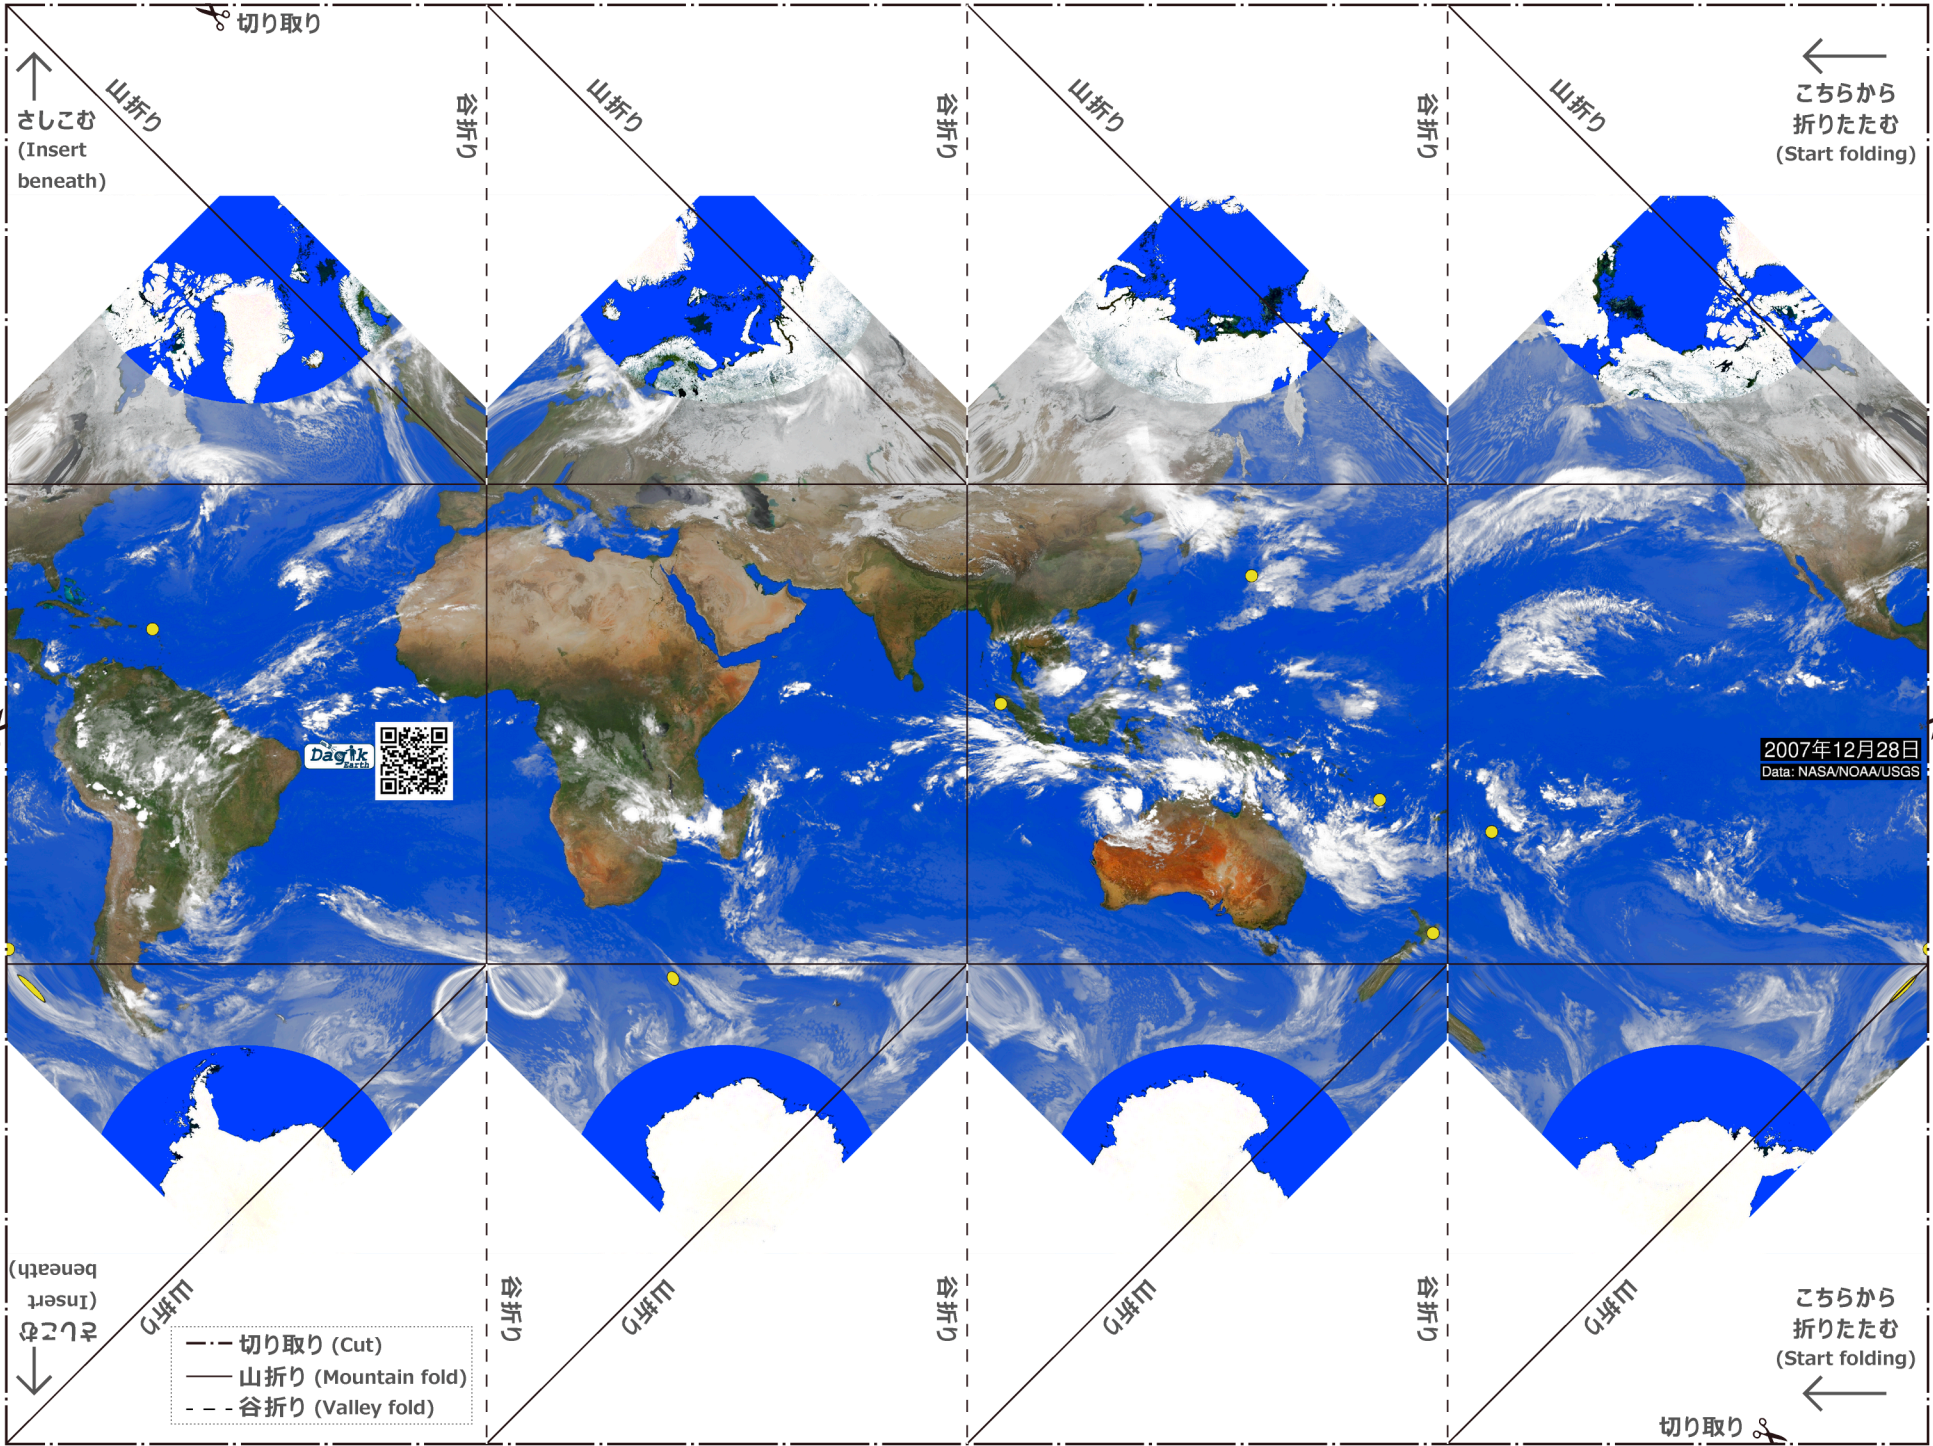 切り取り
山折り
谷折り
山折り
谷折り
山折り
谷折り
山折り
さしこむ
(Insert
beneath)
こちらから
折りたたむ
(Start folding)
Dagik
Earth
2007年12月28日
Data: NASA/NOAA/USGS
さしこむ
(Insert
beneath)
山折り
谷折り
山折り
谷折り
山折り
谷折り
山折り
切り取り (Cut)
山折り (Mountain fold)
谷折り (Valley fold)
こちらから
折りたたむ
(Start folding)
切り取り